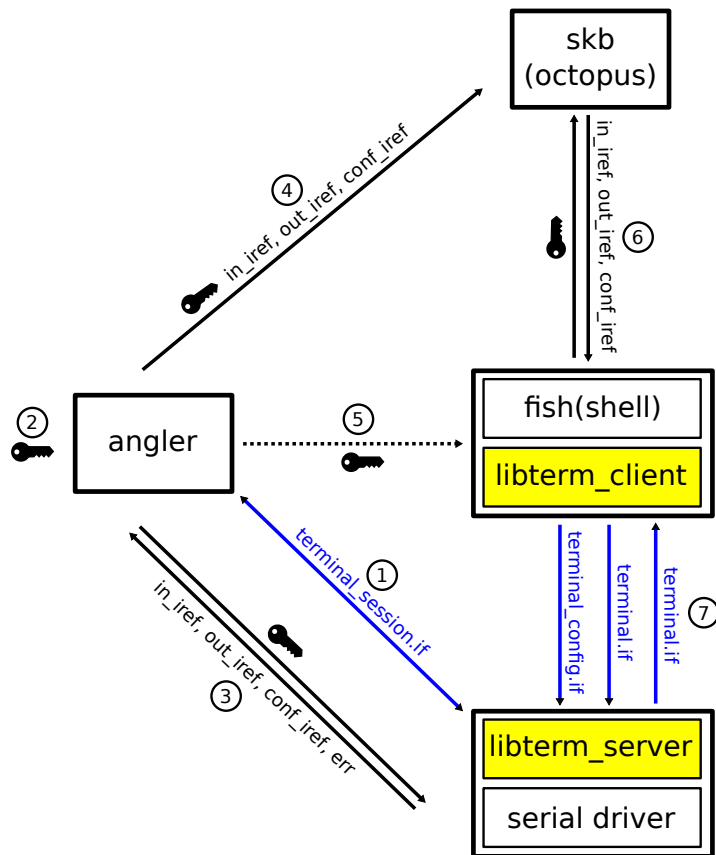 skb
(octopus)
4
in_iref, out_iref, conf_iref
in_iref, out_iref, conf_iref
6
2
angler
5
fish(shell)
libterm_client
1
terminal_session.if
3
in_iref, out_iref, conf_iref, err
terminal_config.if
terminal.if
terminal.if
7
libterm_server
serial driver